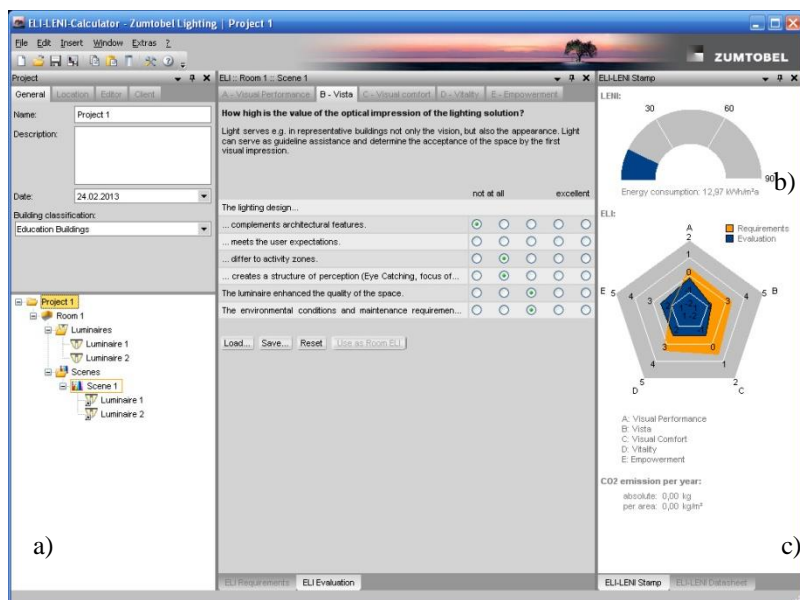 ELI-LENI-Calculator - Zumtobel Lighting | Project 1
File Edit Insert Window Extras ?
ZUMTOBEL
Project
General Location Editor Client
Name: Project 1
Description:
Date: 24.02.2013
Building classification:
Education Buildings
Project 1
Room 1
Luminaires
Luminaire 1
Luminaire 2
Scenes
Scene 1
Luminaire 1
Luminaire 2
a)
ELI :: Room 1 :: Scene 1
A - Visual Performance B - Vista C - Visual comfort D - Vitality E - Empowerment
How high is the value of the optical impression of the lighting solution?
Light serves e.g. in representative buildings not only the vision, but also the appearance. Light
can serve as guideline assistance and determine the acceptance of the space by the first
visual impression.
not at all excellent
The lighting design...
... complements architectural features.
... meets the user expectations.
... differ to activity zones.
... creates a structure of perception (Eye Catching, focus of...
The luminaire enhanced the quality of the space.
The environmental conditions and maintenance requiremen...
Load... Save... Reset Use as Room ELI
ELI Requirements ELI Evaluation
ELI-LENI Stamp
LENI:
30 60
90
b)
Energy consumption: 12,97 kWh/m²a
ELI:
Requirements
Evaluation
A
2
1
0
E 5 4 3 3 4 5 B
3 0
4 1
5 2
D C
A: Visual Performance
B: Vista
C: Visual Comfort
D: Vitality
E: Empowerment
CO2 emission per year:
absolute: 0,00 kg
per area: 0,00 kg/m²
c)
ELI-LENI Stamp ELI-LENI Datasheet